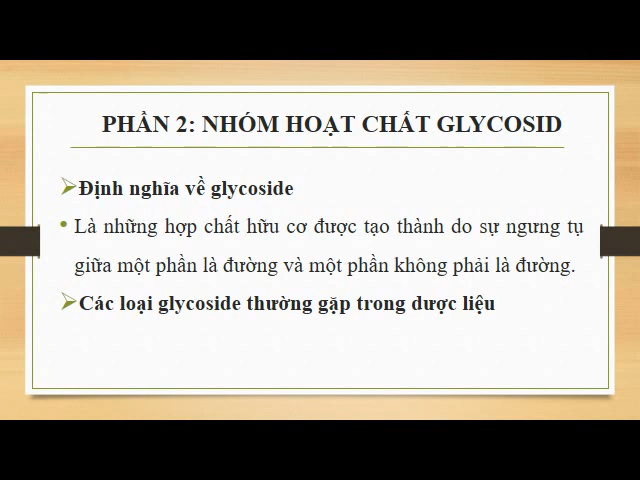 PHẦN 2: NHÓM HOẠT CHẤT GLYCOSID
Định nghĩa về glycoside
Là những hợp chất hữu cơ được tạo thành do sự ngưng tụ
giữa một phần là đường và một phần không phải là đường.
Các loại glycoside thường gặp trong dược liệu